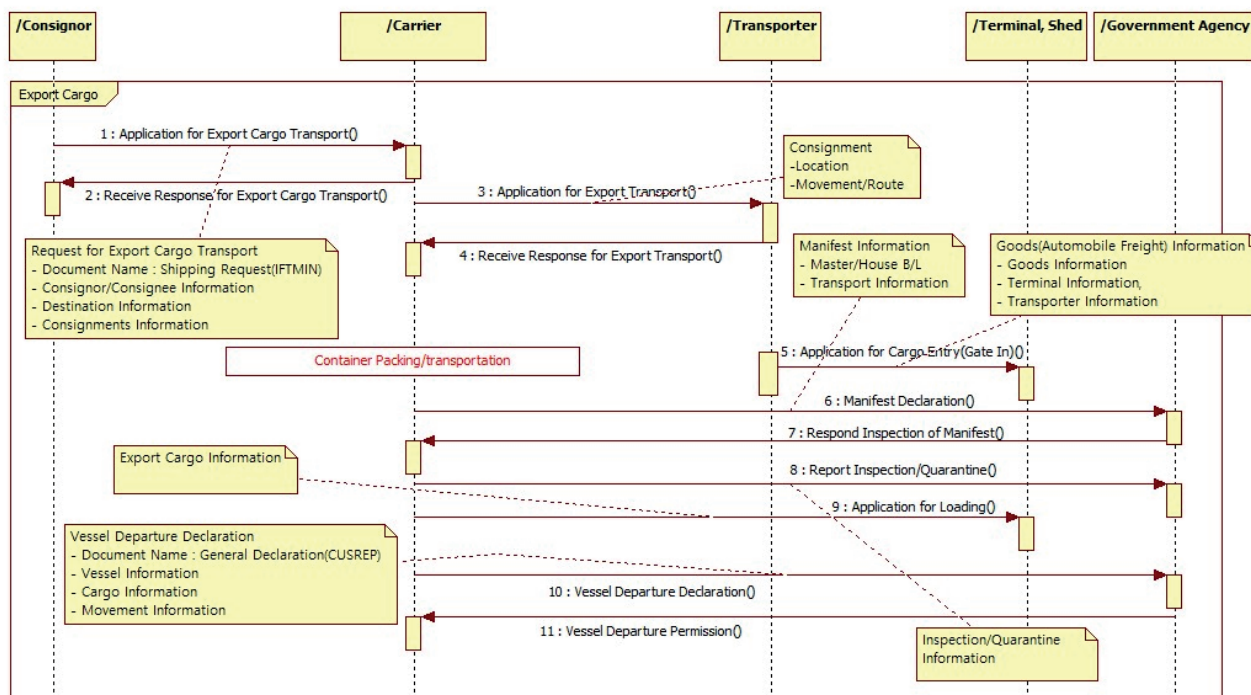 /Consignor
/Carrier
/Transporter
/Terminal, Shed
/Government Agency
Export Cargo
1 : Application for Export Cargo Transport()
2 : Receive Response for Export Cargo Transport()
3 : Application for Export Transport()
Consignment
-Location
-Movement/Route
4 : Receive Response for Export Transport()
Request for Export Cargo Transport
- Document Name : Shipping Request(IFTMIN)
- Consignor/Consignee Information
- Destination Information
- Consignments Information
Manifest Information
- Master/House B/L
- Transport Information
Goods(Automobile Freight) Information
- Goods Information
- Terminal Information,
- Transporter Information
Container Packing/transportation
5 : Application for Cargo Entry(Gate In)()
6 : Manifest Declaration()
7 : Respond Inspection of Manifest()
Export Cargo Information
8 : Report Inspection/Quarantine()
9 : Application for Loading()
Vessel Departure Declaration
- Document Name : General Declaration(CUSREP)
- Vessel Information
- Cargo Information
- Movement Information
10 : Vessel Departure Declaration()
11 : Vessel Departure Permission()
Inspection/Quarantine
Information